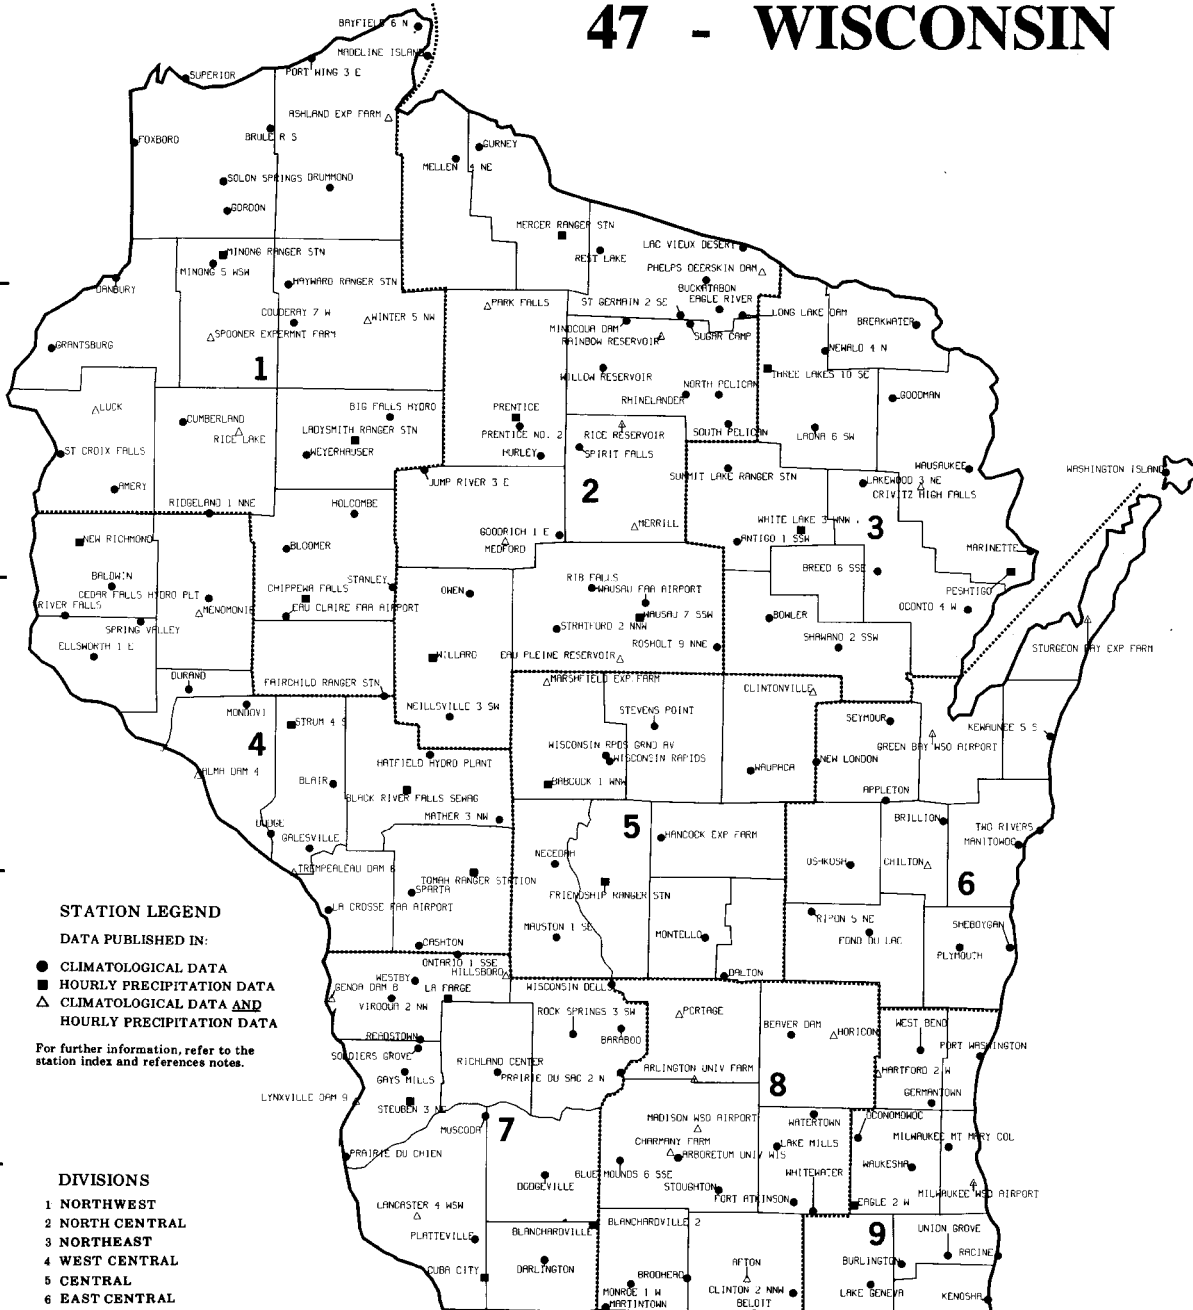 47 - WISCONSIN
BAYFIELD 6 N
MADELINE ISLAND
SUPERIOR
PORT WING 3 E
ASHLAND EXP FARM
FOXBORO
BRULE R S
GURNEY
MELLEN 4 NE
SOLON SPRINGS
DRUMMOND
GORDON
MERCER RANGER STN
MINONG RANGER STN
MINONG 5 WSW
REST LAKE
LAC VIEUX DESERT
PHELPS DEERSKIN DAM
DANBURY
HAYWARD RANGER STN
BUCKATABON
EAGLE RIVER
ST GERMAIN 2 SE
PARK FALLS
COUDERAY 7 W
WINTER 5 NW
LONG LAKE DAM
BREAKWATER
SPOONER EXPERMNT FARM
MINOCQUA DAM
RAINBOW RESERVOIR
SUGAR CAMP
GRANTSBURG
NEWALD 4 N
1
WILLOW RESERVOIR
THREE LAKES 10 SE
NORTH PELICAN
RHINELANDER
GOODMAN
LUCK
BIG FALLS HYDRO
PRENTICE
CUMBERLAND
RICE LAKE
LADYSMITH RANGER STN
PRENTICE NO. 2
RICE RESERVOIR
SOUTH PELICAN
LAONA 6 SW
ST CROIX FALLS
WEYERHAUSER
HURLEY
SPIRIT FALLS
WAUSAUKEE
WASHINGTON ISLAND
AMERY
JUMP RIVER 3 E
SUMMIT LAKE RANGER STN
LAKEWOOD 3 NE
CRIVITZ HIGH FALLS
2
RIDGELAND 1 NNE
HOLCOMBE
GOODRICH 1 E
MEDFORD
MERRILL
WHITE LAKE 3 WNW
3
ANTIGO 1 SSW
NEW RICHMOND
BLOOMER
MARINETTE
BALDWIN
CEDAR FALLS HYDRO PLT
CHIPPEWA FALLS
STANLEY
OWEN
RIB FALLS
WAUSAU FAA AIRPORT
BREED 6 SSE
PESHTIGO
RIVER FALLS
MENOMONIE
EAU CLAIRE FAA AIRPORT
WAUSAU 7 SSW
BOWLER
OCONTO 4 W
SPRING VALLEY
STRATFORD 2 NNW
ELLSWORTH 1 E
WILLARD
EAU PLEINE RESERVOIR
ROSHOLT 9 NNE
SHAWANO 2 SSW
STURGEON BAY EXP FARM
DURAND
FAIRCHILD RANGER STN
MARSHFIELD EXP FARM
CLINTONVILLE
MONDOVI
STRUM 4 S
NEILLSVILLE 3 SW
STEVENS POINT
SEYMOUR
KEWAUNEE 5 S
4
WISCONSIN RPDS GRND AV
WISCONSIN RAPIDS
GREEN BAY WSO AIRPORT
HATFIELD HYDRO PLANT
WAUPACA
NEW LONDON
ALMA DAM 4
BLAIR
BABCOCK 1 WNW
BLACK RIVER FALLS SEWAG
APPLETON
MATHER 3 NW
5
BRILLION
TWO RIVERS
DODGE
GALESVILLE
HANCOCK EXP FARM
MANITOWOC
NECEDAH
OSHKOSH
CHILTON
TREMPEALEAU DAM 6
TOMAH RANGER STATION
SPARTA
FRIENDSHIP RANGER STN
6
LA CROSSE FAA AIRPORT
RIPON 5 NE
FOND DU LAC
SHEBOYGAN
MAUSTON 1 SE
MONTELLO
PLYMOUTH
CASHTON
ONTARIO 1 SSE
HILLSBORO
DALTON
STATION LEGEND
DATA PUBLISHED IN:
CLIMATOLOGICAL DATA
HOURLY PRECIPITATION DATA
CLIMATOLOGICAL DATA AND
HOURLY PRECIPITATION DATA
For further information, refer to the
station index and references notes.
WESTBY
GENOA DAM 8
LA FARGE
VIROQUA 2 NW
WISCONSIN DELLS
ROCK SPRINGS 3 SW
PORTAGE
BEAVER DAM
HORICON
WEST BEND
READSTOWN
BARABOO
PORT WASHINGTON
SOLDIERS GROVE
RICHLAND CENTER
GAYS MILLS
PRAIRIE DU SAC 2 N
ARLINGTON UNIV FARM
8
HARTFORD 2 W
GERMANTOWN
LYNXVILLE DAM 9
STEUBEN 3 NE
MUSCODA
7
MADISON WSO AIRPORT
WATERTOWN
OCONOMOWOC
CHARMANY FARM
ARBORETUM UNIV WIS
LAKE MILLS
MILWAUKEE MT MARY COL
PRAIRIE DU CHIEN
BLUE MOUNDS 6 SSE
WHITEWATER
WAUKESHA
DODGEVILLE
STOUGHTON
FORT ATKINSON
EAGLE 2 W
MILWAUKEE WSO AIRPORT
LANCASTER 4 WSW
BLANCHARDVILLE
BLANCHARDVILLE 2
PLATTEVILLE
9
UNION GROVE
RACINE
CUBA CITY
DARLINGTON
AFTON
BURLINGTON
BRODHEAD
MONROE 1 W
CLINTON 2 NNW
LAKE GENEVA
KENOSHA
MARTINTOWN
BELOIT
DIVISIONS
1 NORTHWEST
2 NORTH CENTRAL
3 NORTHEAST
4 WEST CENTRAL
5 CENTRAL
6 EAST CENTRAL